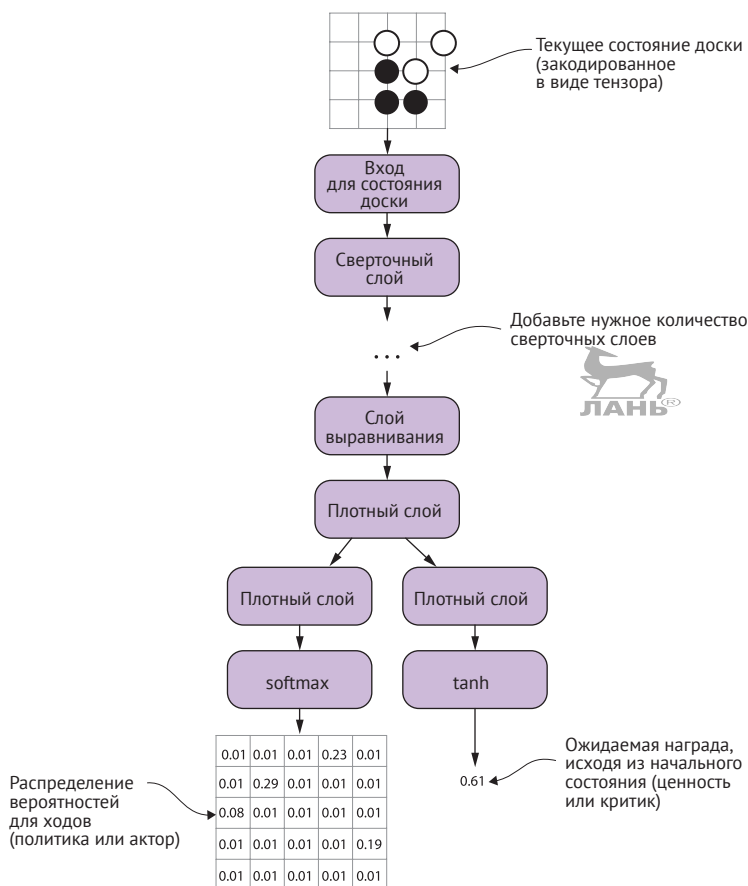 Текущее состояние доски
(закодированное
в виде тензора)
Вход
для состояния
доски
Сверточный
слой
...
Добавьте нужное количество
сверточных слоев
ЛАНЬ®
Слой
выравнивания
Плотный слой
Плотный слой
Плотный слой
softmax
tanh
0.01 0.01 0.01 0.23 0.01
0.01 0.29 0.01 0.01 0.01
0.08 0.01 0.01 0.01 0.01
0.01 0.01 0.01 0.01 0.19
0.01 0.01 0.01 0.01 0.01
Распределение
вероятностей
для ходов
(политика или актор)
0.61
Ожидаемая награда,
исходя из начального
состояния (ценность
или критик)